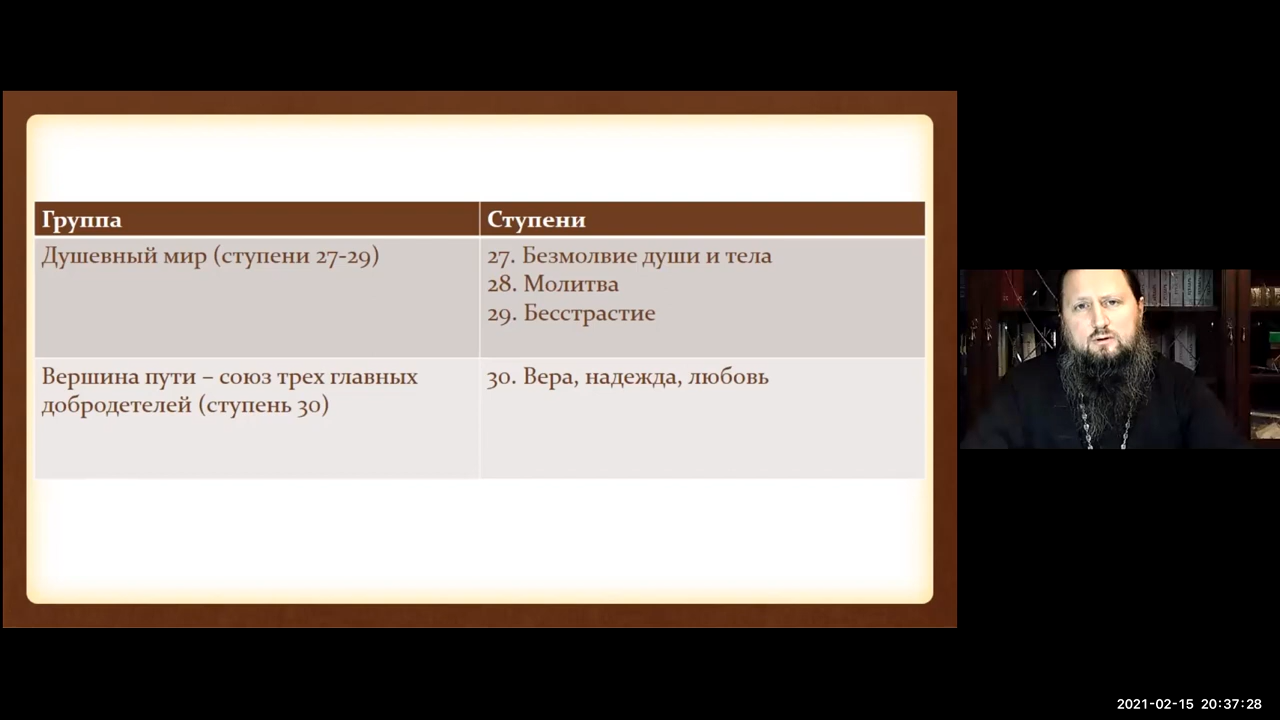 Группа
Ступени
Душевный мир (ступени 27-29)
27. Безмолвие души и тела
28. Молитва
29. Бесстрастие
Вершина пути – союз трех главных
добродетелей (ступень 30)
30. Вера, надежда, любовь
2021-02-15 20:37:28